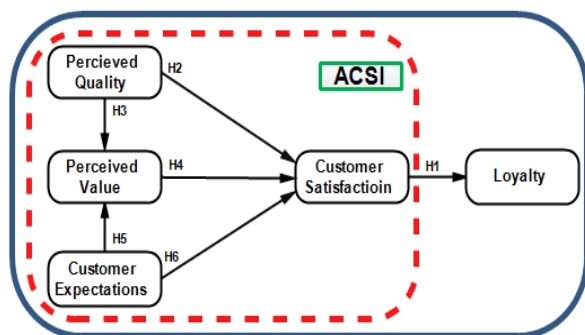 Percieved
Quality
H2
ACSI
H3
Perceived
Value
H4
Customer
Satisfactioin
H1
Loyalty
H5
H6
Customer
Expectations